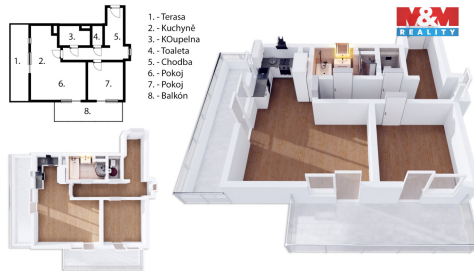 1.
2.
3.
4.
5.
6.
7.
8.
1. - Terasa
2. - Kuchyně
3. - KOupelna
4. - Toaleta
5. - Chodba
6. - Pokoj
7. - Pokoj
8. - Balkón
M&M
REALITY